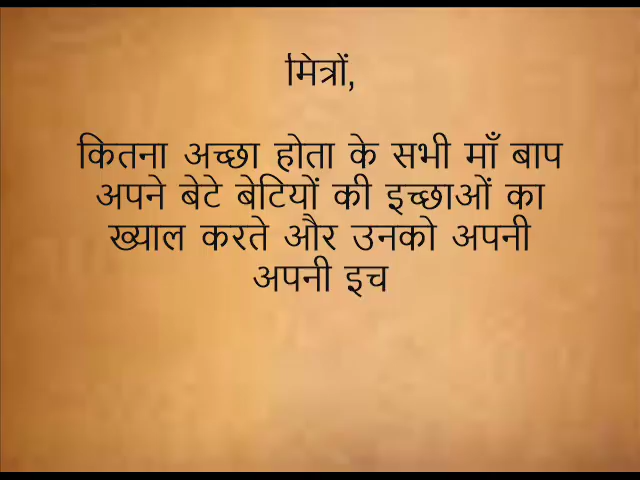 मित्रों,
कितना अच्छा होता के सभी माँ बाप
अपने बेटे बेटियों की इच्छाओं का
ख्याल करते और उनको अपनी
अपनी इच